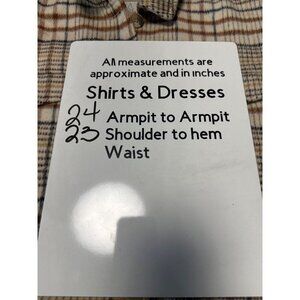 All measurements are
approximate and in inches
Shirts & Dresses
24 Armpit to Armpit
23 Shoulder to hem
Waist